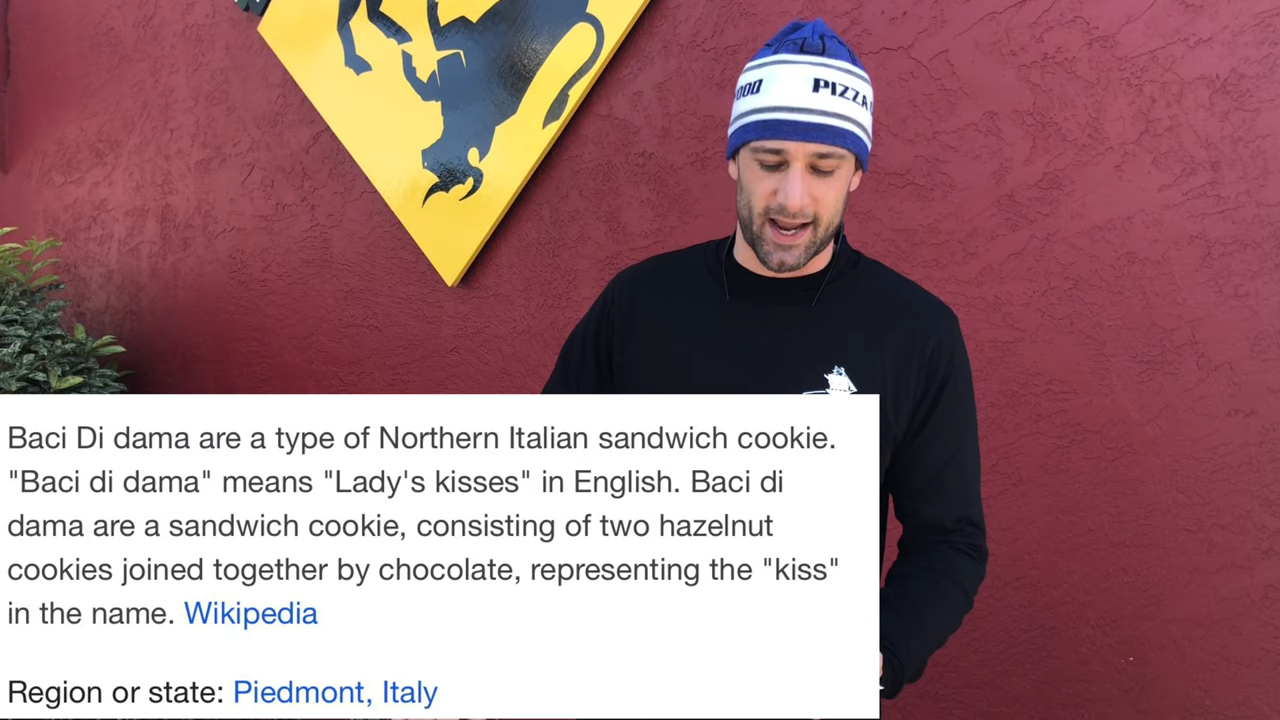 OOD PIZZA
Baci Di dama are a type of Northern Italian sandwich cookie.
"Baci di dama" means "Lady's kisses" in English. Baci di
dama are a sandwich cookie, consisting of two hazelnut
cookies joined together by chocolate, representing the "kiss"
in the name. Wikipedia
Region or state: Piedmont, Italy